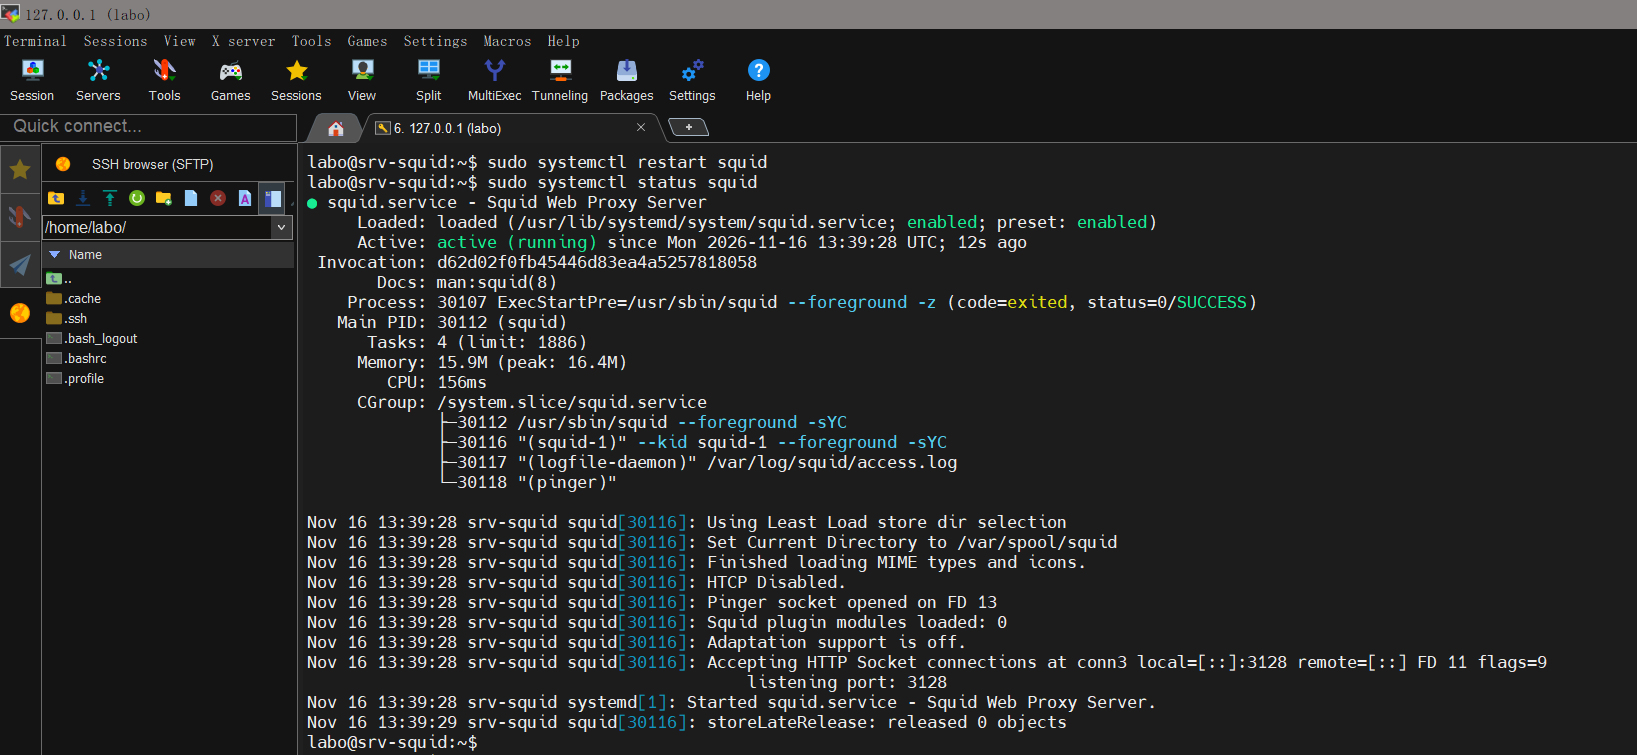 127.0.0.1 (labo)
Terminal Sessions View X server Tools Games Settings Macros Help
Session Servers Tools Games Sessions View Split MultiExec Tunneling Packages Settings Help
Quick connect...
6. 127.0.0.1 (labo)
SSH browser (SFTP)
/home/labo/
Name
..
.cache
.ssh
.bash_logout
.bashrc
.profile
labo@srv-squid:~$ sudo systemctl restart squid
labo@srv-squid:~$ sudo systemctl status squid
● squid.service - Squid Web Proxy Server
Loaded: loaded (/usr/lib/systemd/system/squid.service; enabled; preset: enabled)
Active: active (running) since Mon 2026-11-16 13:39:28 UTC; 12s ago
Invocation: d62d02f0fb45446d83ea4a5257818058
Docs: man:squid(8)
Process: 30107 ExecStartPre=/usr/sbin/squid --foreground -z (code=exited, status=0/SUCCESS)
Main PID: 30112 (squid)
Tasks: 4 (limit: 1886)
Memory: 15.9M (peak: 16.4M)
CPU: 156ms
CGroup: /system.slice/squid.service
├─30112 /usr/sbin/squid --foreground -sYC
├─30116 "(squid-1)" --kid squid-1 --foreground -sYC
├─30117 "(logfile-daemon)" /var/log/squid/access.log
└─30118 "(pinger)"
Nov 16 13:39:28 srv-squid squid[30116]: Using Least Load store dir selection
Nov 16 13:39:28 srv-squid squid[30116]: Set Current Directory to /var/spool/squid
Nov 16 13:39:28 srv-squid squid[30116]: Finished loading MIME types and icons.
Nov 16 13:39:28 srv-squid squid[30116]: HTCP Disabled.
Nov 16 13:39:28 srv-squid squid[30116]: Pinger socket opened on FD 13
Nov 16 13:39:28 srv-squid squid[30116]: Squid plugin modules loaded: 0
Nov 16 13:39:28 srv-squid squid[30116]: Adaptation support is off.
Nov 16 13:39:28 srv-squid squid[30116]: Accepting HTTP Socket connections at conn3 local=[::]:3128 remote=[::] FD 11 flags=9
listening port: 3128
Nov 16 13:39:28 srv-squid systemd[1]: Started squid.service - Squid Web Proxy Server.
Nov 16 13:39:29 srv-squid squid[30116]: storeLateRelease: released 0 objects
labo@srv-squid:~$